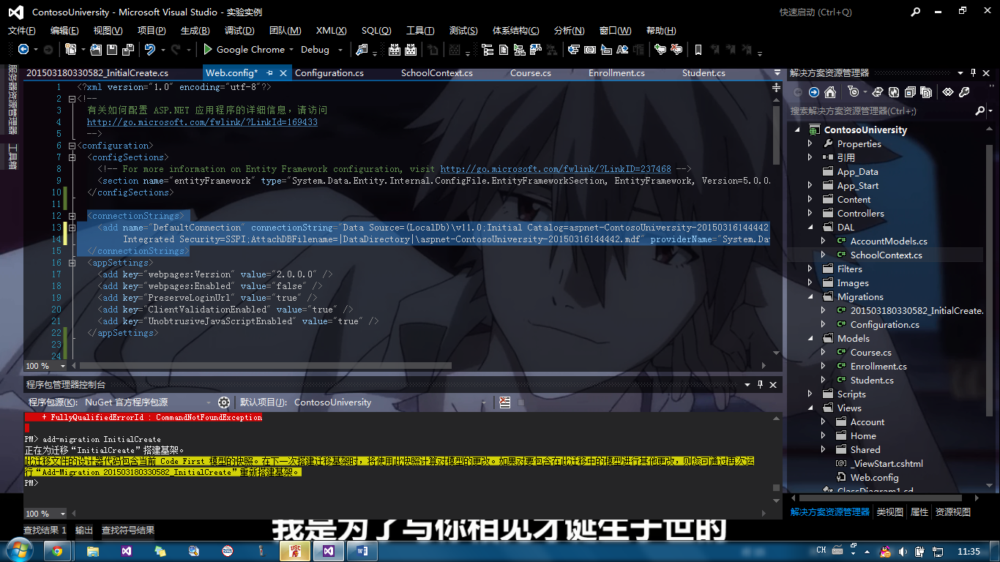 ContosoUniversity - Microsoft Visual Studio - 实验实例
快速启动 (Ctrl+Q)
文件(F) 编辑(E) 视图(V) 项目(P) 生成(B) 调试(D) 团队(M) XML(X) SQL(Q) 工具(T) 测试(S) 体系结构(C) 分析(N) 窗口(W) 帮助(H)
Google Chrome Debug
服务器资源管理器
工具箱
201503180330582_InitialCreate.cs Web.config* Configuration.cs SchoolContext.cs Course.cs Enrollment.cs Student.cs
1 <?xml version="1.0" encoding="utf-8"?>
2 <!--
3 有关如何配置 ASP.NET 应用程序的详细信息，请访问
4 http://go.microsoft.com/fwlink/?LinkId=169433
5 -->
6 <configuration>
7 <configSections>
8 <!-- For more information on Entity Framework configuration, visit http://go.microsoft.com/fwlink/?LinkID=237468 -->
9 <section name="entityFramework" type="System.Data.Entity.Internal.ConfigFile.EntityFrameworkSection, EntityFramework, Version=5.0.0.
10 </configSections>
11
12 <connectionStrings>
13 <add name="DefaultConnection" connectionString="Data Source=(LocalDb)\v11.0;Initial Catalog=aspnet-ContosoUniversity-20150316144442
14 Integrated Security=SSPI;AttachDBFilename=|DataDirectory|\aspnet-ContosoUniversity-20150316144442.mdf" providerName="System.Da
15 </connectionStrings>
16 <appSettings>
17 <add key="webpages:Version" value="2.0.0.0" />
18 <add key="webpages:Enabled" value="false" />
19 <add key="PreserveLoginUrl" value="true" />
20 <add key="ClientValidationEnabled" value="true" />
21 <add key="UnobtrusiveJavaScriptEnabled" value="true" />
22 </appSettings>
23
24
100 %
程序包管理器控制台
程序包源(K): NuGet 官方程序包源 默认项目(J): ContosoUniversity
+ FullyQualifiedErrorId : CommandNotFoundException
PM> add-migration InitialCreate
正在为迁移“InitialCreate”搭建基架。
此迁移文件的设计器代码包含当前 Code First 模型的快照。在下一次搭建迁移基架时，将使用此快照计算对模型的更改。如果对要包含在此迁移中的模型进行其他更改，则您可通过再次运
行“Add-Migration 201503180330582_InitialCreate”重新搭建基架。
PM>
100 %
查找结果 1 输出 查找符号结果
解决方案资源管理器
搜索解决方案资源管理器(Ctrl+;)
ContosoUniversity
Properties
引用
App_Data
App_Start
Content
Controllers
DAL
AccountModels.cs
SchoolContext.cs
Filters
Images
Migrations
201503180330582_InitialCreate.
Configuration.cs
Models
Course.cs
Enrollment.cs
Student.cs
Scripts
Views
Account
Home
Shared
_ViewStart.cshtml
Web.config
ClassDiagram1.cd
解决方案资源管理器 类视图 属性 资源视图
我是为了与你相见才诞生于世的
USC
CH
11:35